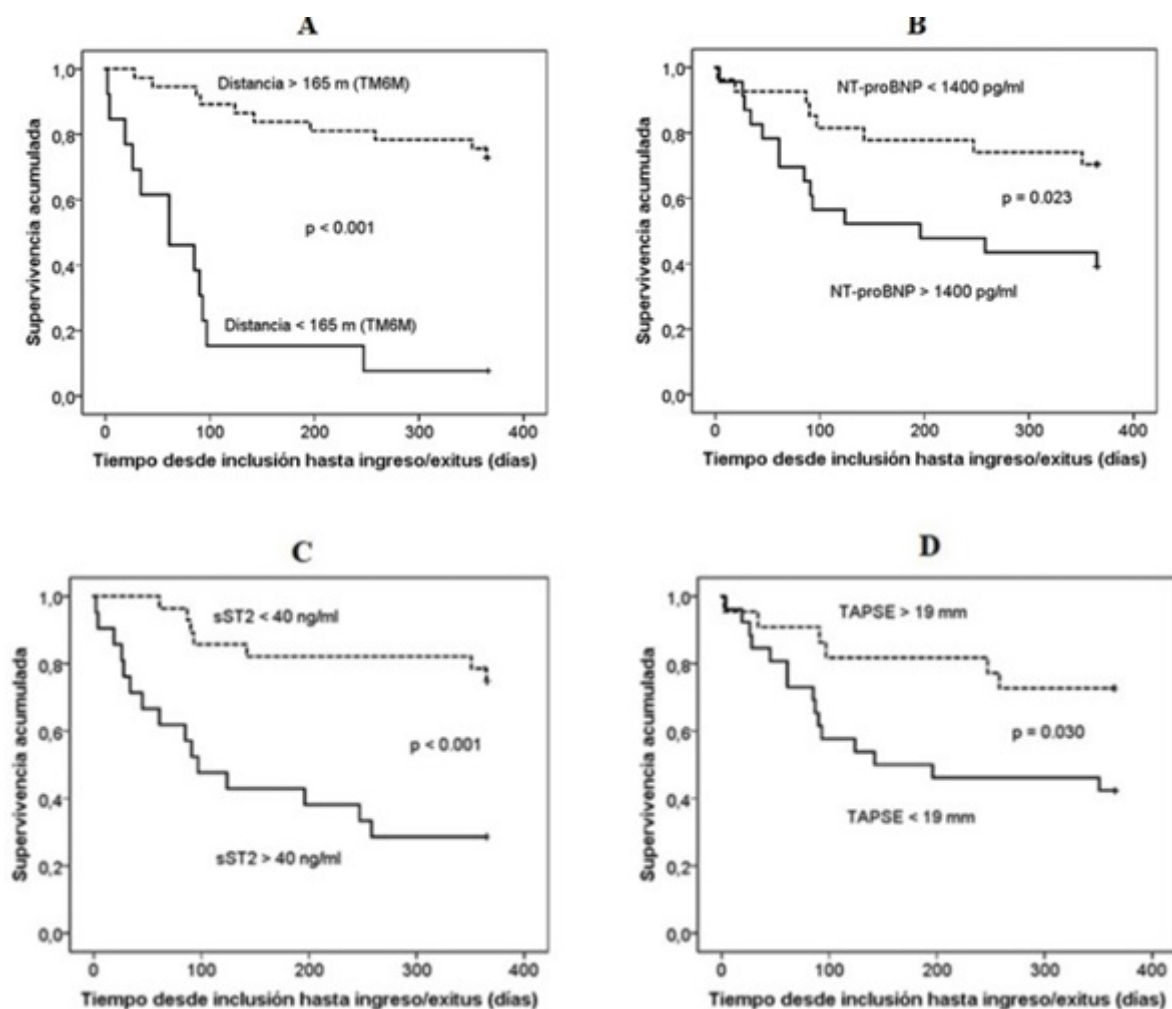 A
Supervivencia acumulada
1,0
0,8
0,6
0,4
0,2
0,0
Distancia > 165 m (TM6M)
p < 0.001
Distancia < 165 m (TM6M)
0 100 200 300 400
Tiempo desde inclusión hasta ingreso/exitus (días)
B
Supervivencia acumulada
1,0
0,8
0,6
0,4
0,2
0,0
NT-proBNP < 1400 pg/ml
p = 0.023
NT-proBNP > 1400 pg/ml
0 100 200 300 400
Tiempo desde inclusión hasta ingreso/exitus (días)
C
Supervivencia acumulada
1,0
0,8
0,6
0,4
0,2
0,0
sST2 < 40 ng/ml
p < 0.001
sST2 > 40 ng/ml
0 100 200 300 400
Tiempo desde inclusión hasta ingreso/exitus (días)
D
Supervivencia acumulada
1,0
0,8
0,6
0,4
0,2
0,0
TAPSE > 19 mm
p = 0.030
TAPSE < 19 mm
0 100 200 300 400
Tiempo desde inclusión hasta ingreso/exitus (días)